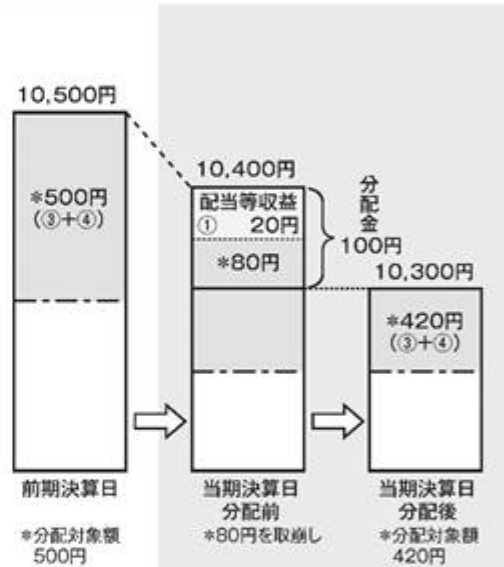 10,500円
*500円
(③+④)
10,400円
配当等収益
① 20円
*80円
分配金
100円
10,300円
*420円
(③+④)
前期決算日
*分配対象額
500円
当期決算日
分配前
*80円を取崩し
当期決算日
分配後
*分配対象額
420円